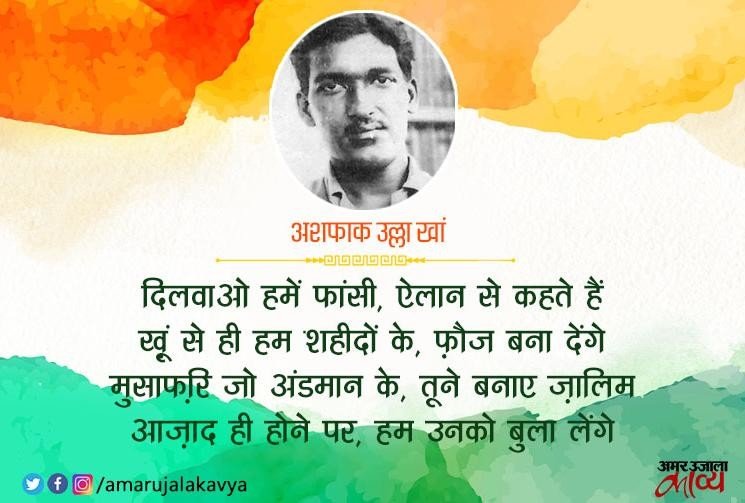 अशफाक उल्ला खां
दिलवाओ हमें फांसी, ऐलान से कहते हैं
खूं से ही हम शहीदों के, फ़ौज बना देंगे
मुसाफ़रि जो अंडमान के, तूने बनाए ज़ालिम
आज़ाद ही होने पर, हम उनको बुला लेंगे
/amarujalakavya
अमर उजाला
काव्य